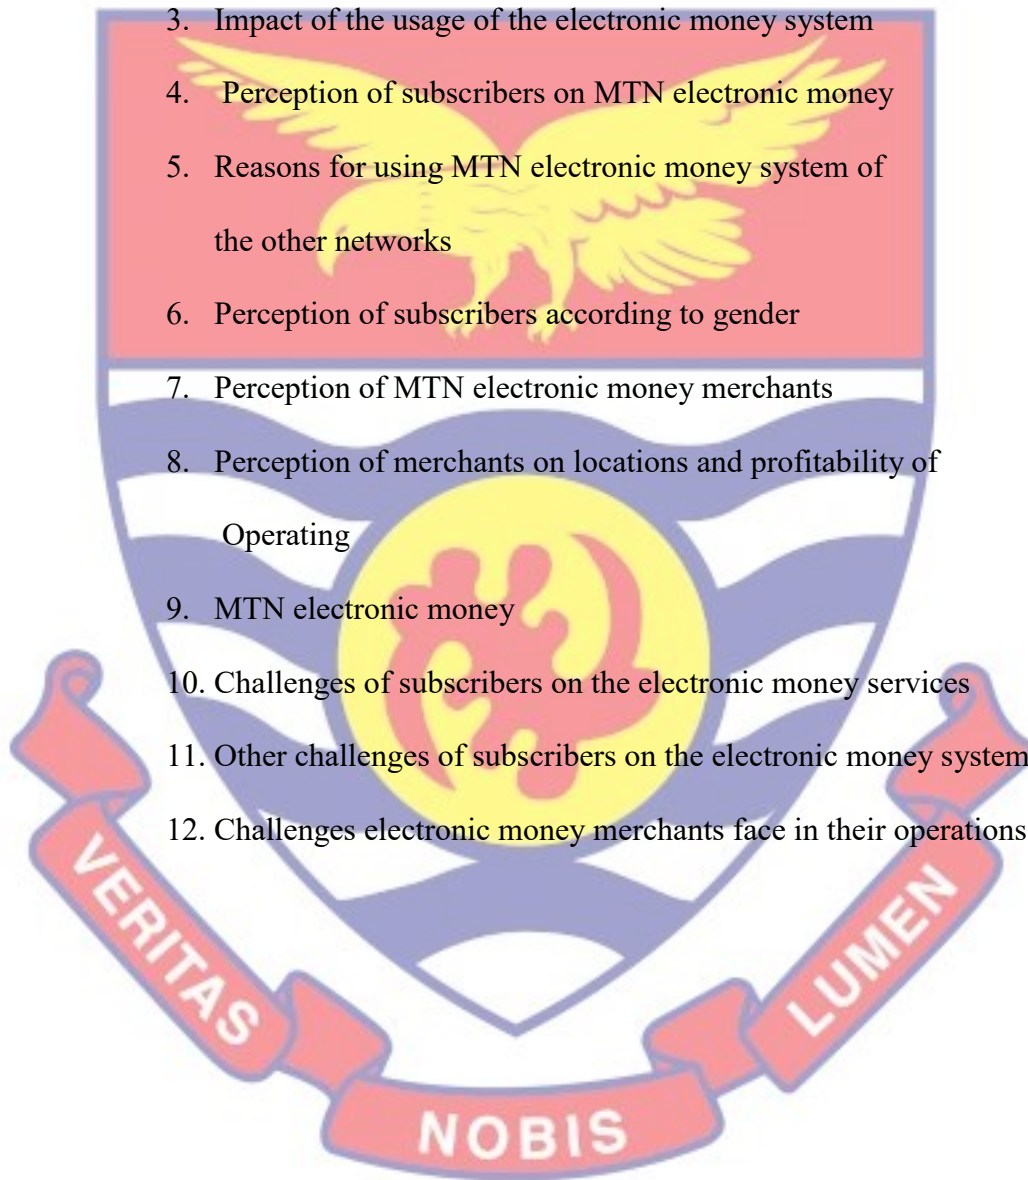 3. Impact of the usage of the electronic money system
4. Perception of subscribers on MTN electronic money
5. Reasons for using MTN electronic money system of
the other networks
6. Perception of subscribers according to gender
7. Perception of MTN electronic money merchants
8. Perception of merchants on locations and profitability of
Operating
9. MTN electronic money
10. Challenges of subscribers on the electronic money services
11. Other challenges of subscribers on the electronic money system
12. Challenges electronic money merchants face in their operations
VERITAS
NOBIS
LUMEN